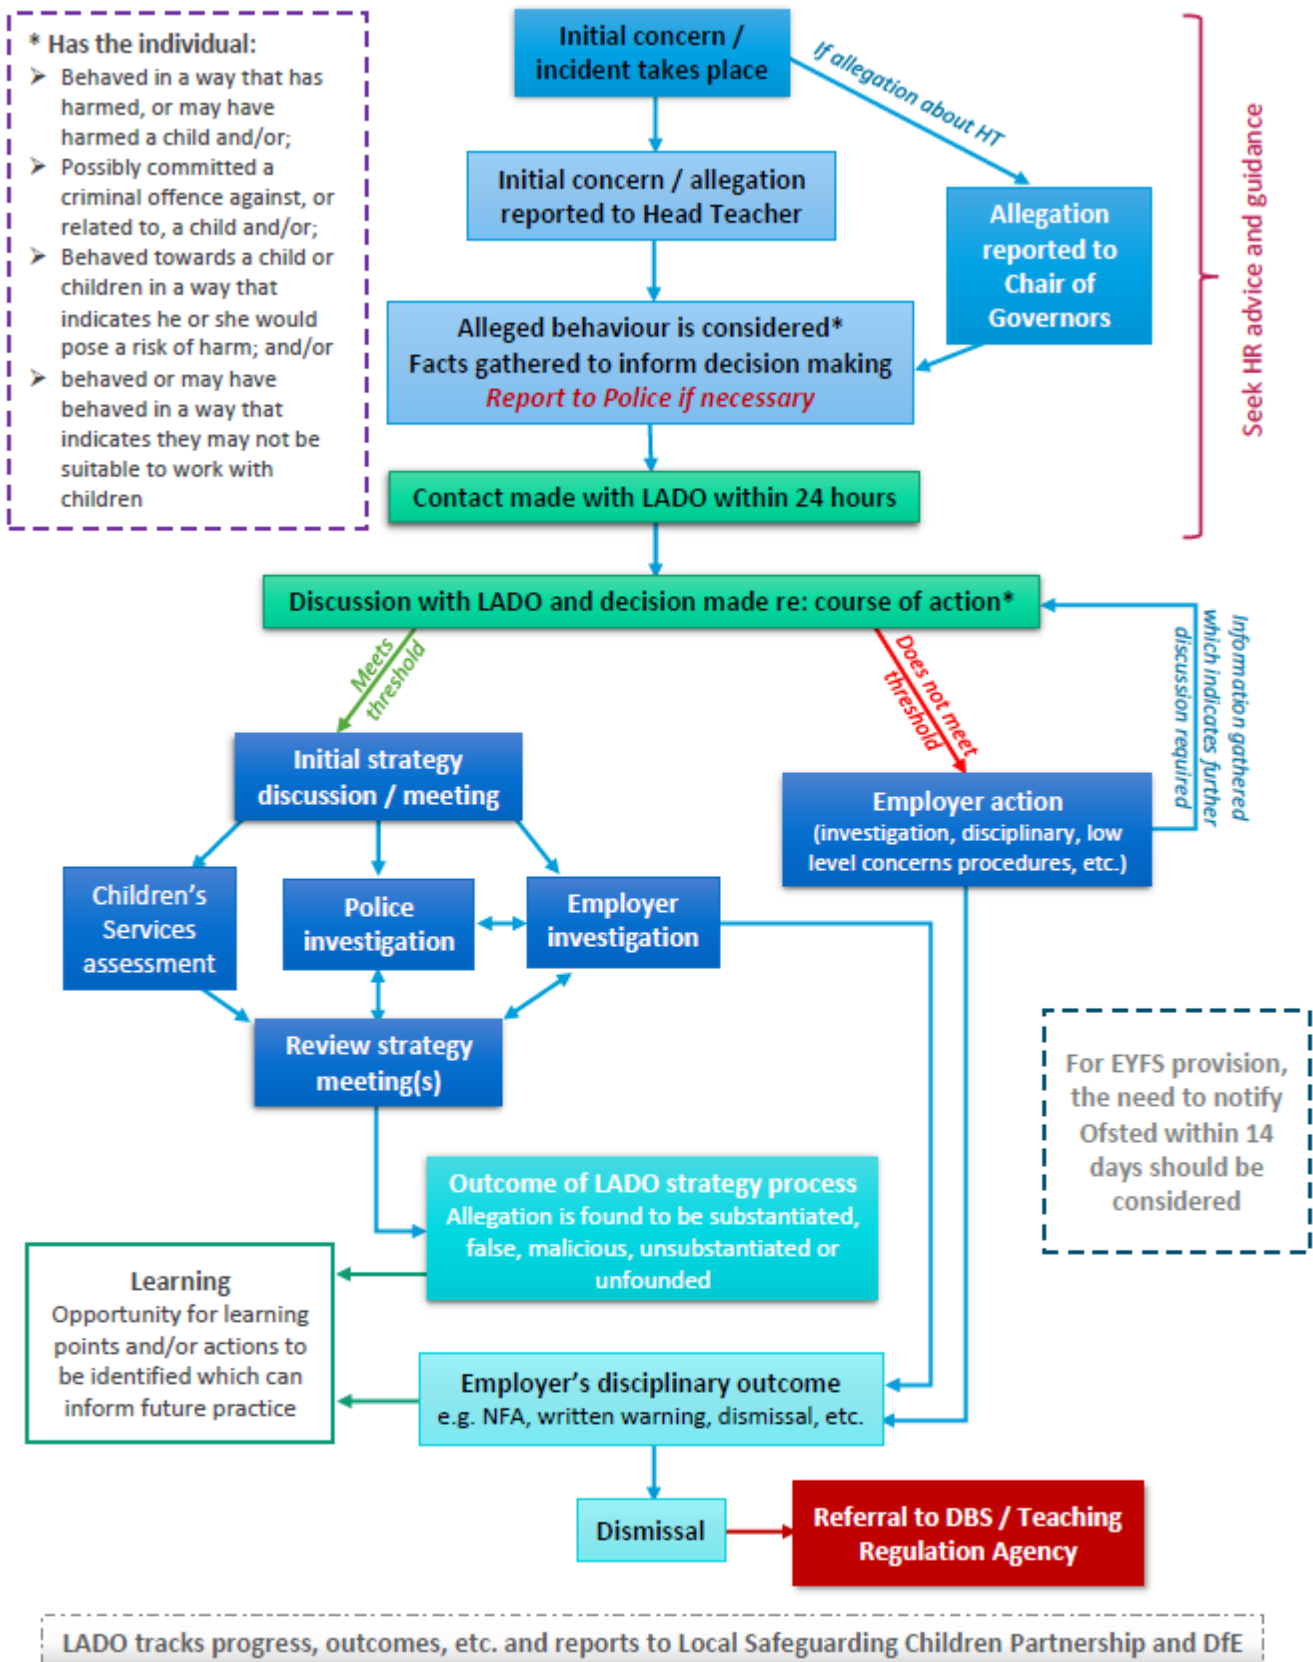 * Has the individual:
➤ Behaved in a way that has
harmed, or may have
harmed a child and/or;
➤ Possibly committed a
criminal offence against, or
related to, a child and/or;
➤ Behaved towards a child or
children in a way that
indicates he or she would
pose a risk of harm; and/or
➤ behaved or may have
behaved in a way that
indicates they may not be
suitable to work with
children
Initial concern /
incident takes place
If allegation about HT
Initial concern / allegation
reported to Head Teacher
Allegation
reported to
Chair of
Governors
Seek HR advice and guidance
Alleged behaviour is considered*
Facts gathered to inform decision making
Report to Police if necessary
Contact made with LADO within 24 hours
Discussion with LADO and decision made re: course of action*
Meets
threshold
Does not meet
threshold
Information gathered
which indicates further
discussion required
Initial strategy
discussion / meeting
Employer action
(investigation, disciplinary, low
level concerns procedures, etc.)
Children's
Services
assessment
Police
investigation
Employer
investigation
Review strategy
meeting(s)
For EYFS provision,
the need to notify
Ofsted within 14
days should be
considered
Outcome of LADO strategy process
Allegation is found to be substantiated,
false, malicious, unsubstantiated or
unfounded
Learning
Opportunity for learning
points and/or actions to
be identified which can
inform future practice
Employer's disciplinary outcome
e.g. NFA, written warning, dismissal, etc.
Dismissal
Referral to DBS / Teaching
Regulation Agency
LADO tracks progress, outcomes, etc. and reports to Local Safeguarding Children Partnership and DfE